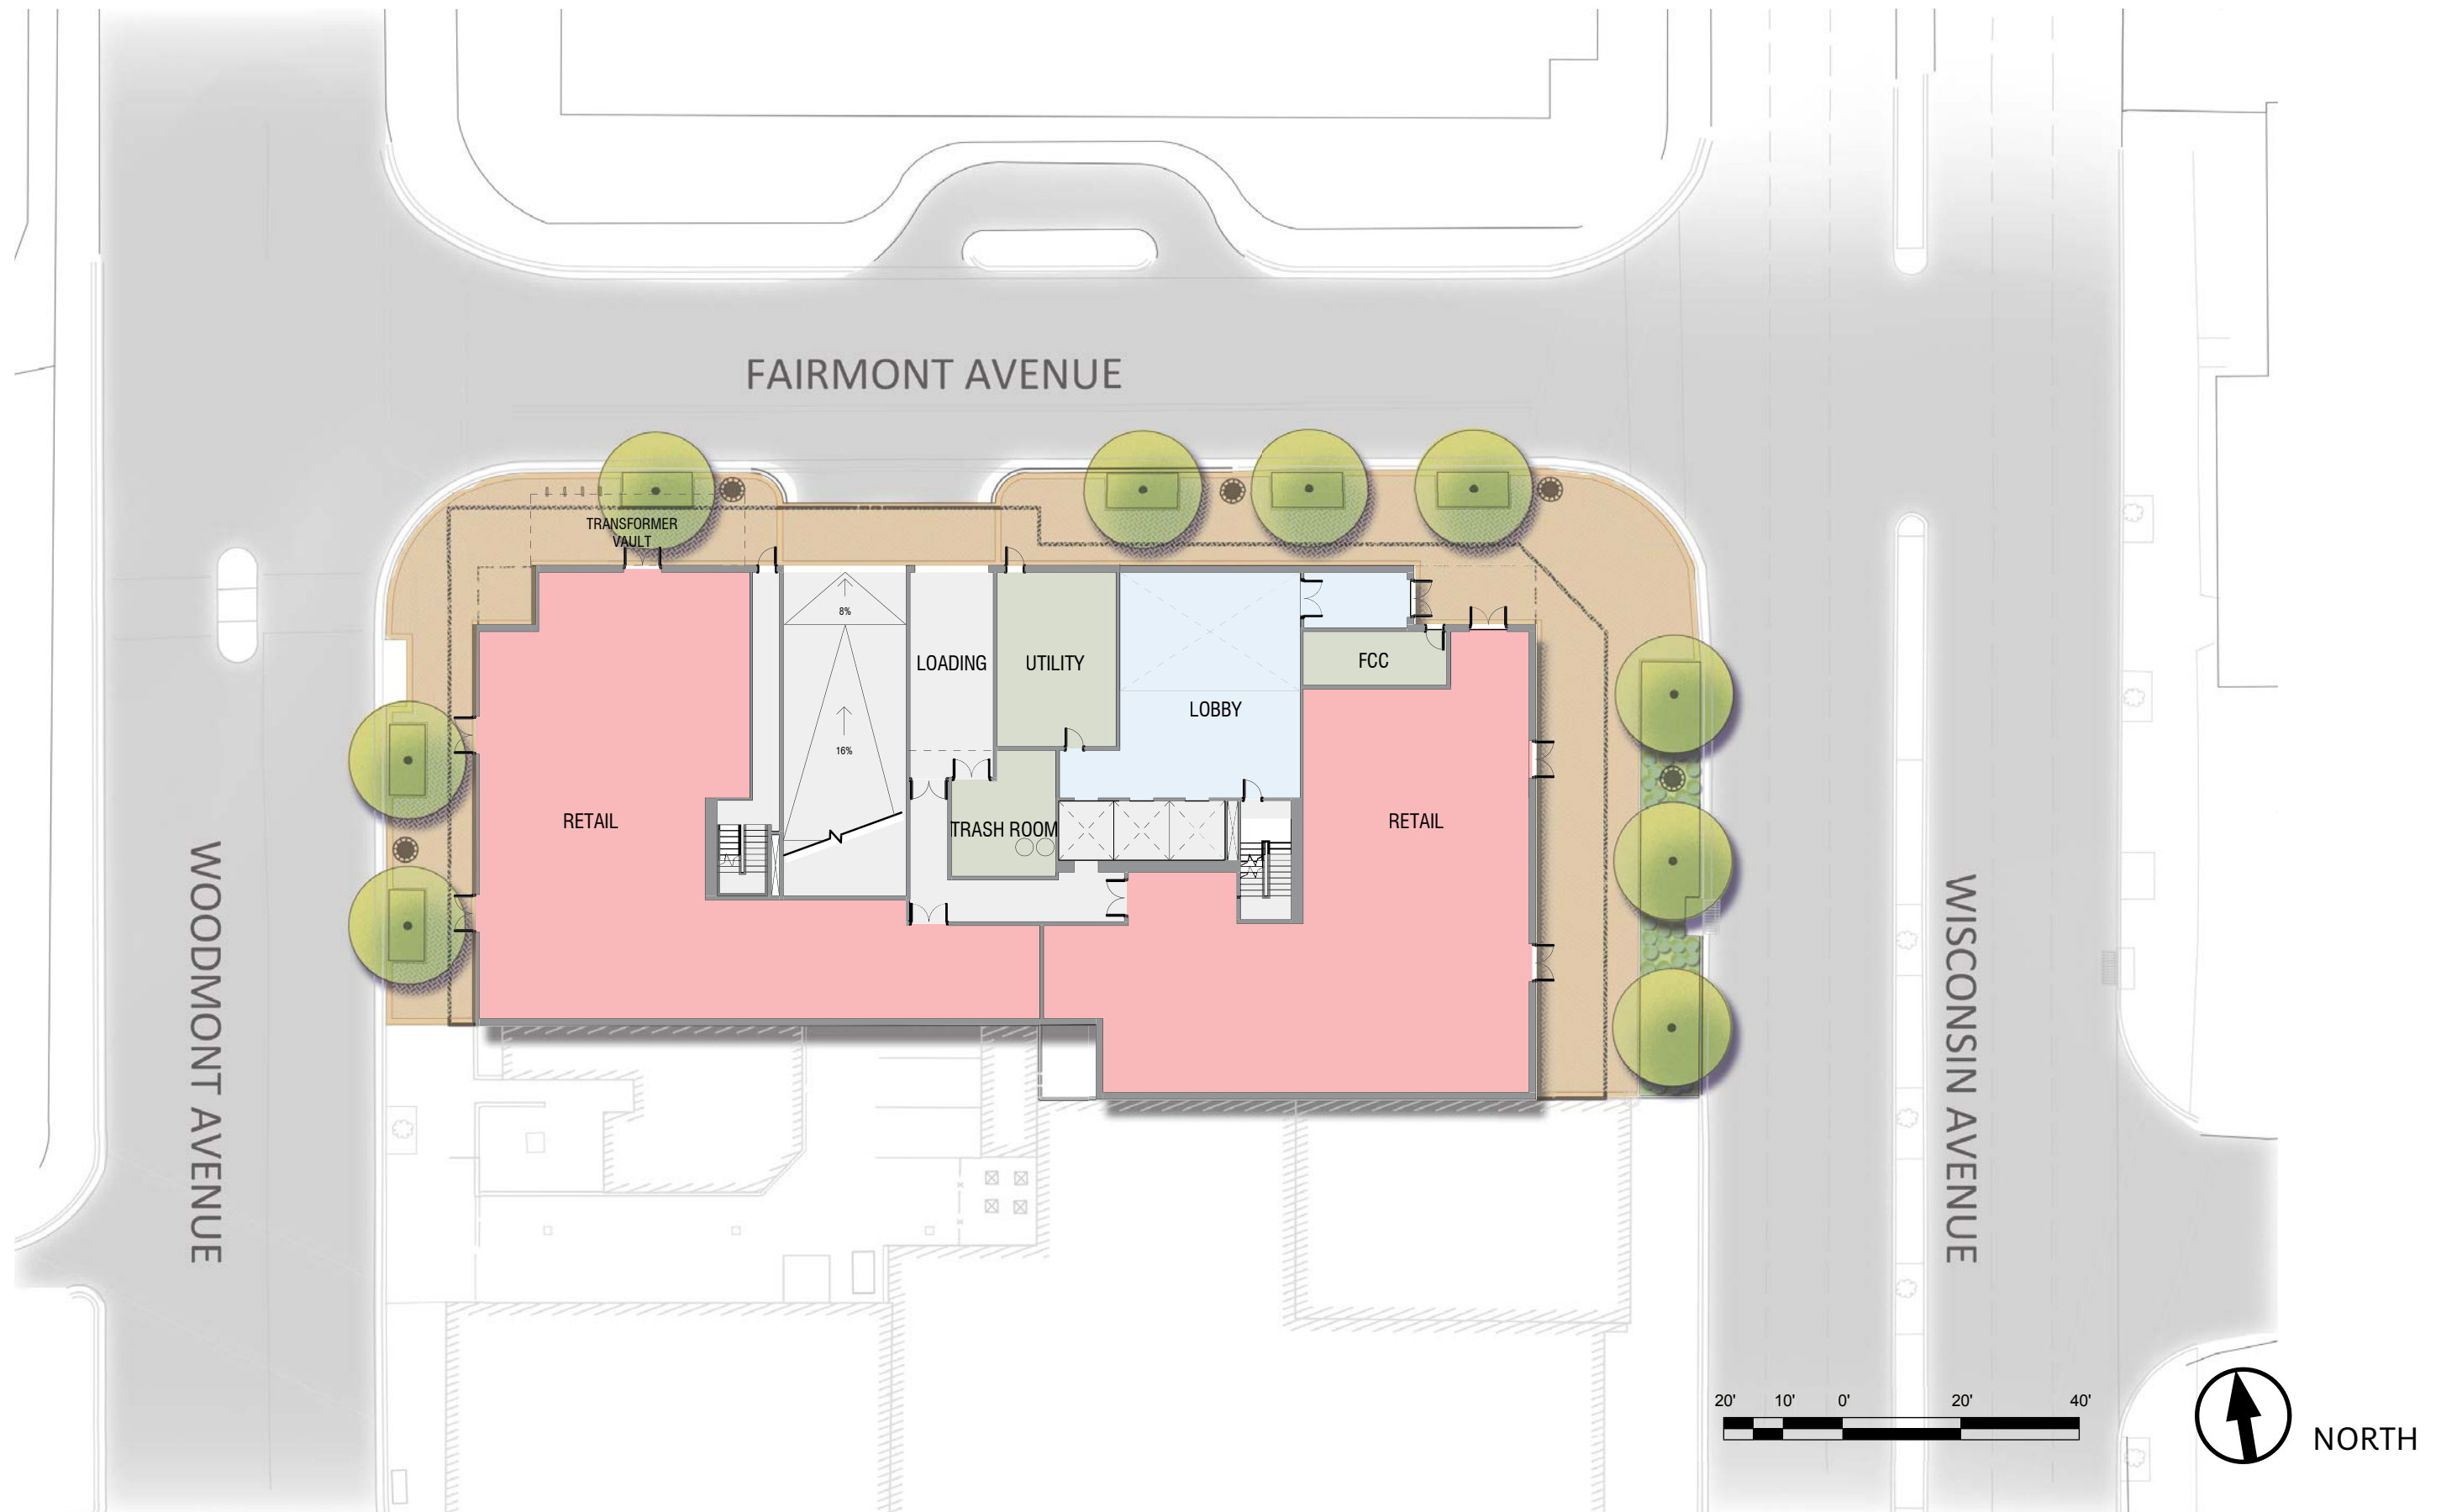 FAIRMONT AVENUE
TRANSFORMER
VAULT
8%
LOADING
UTILITY
FCC
LOBBY
16%
RETAIL
TRASH ROOM
RETAIL
WOODMONT AVENUE
WISCONSIN AVENUE
20' 10' 0' 20' 40'
NORTH